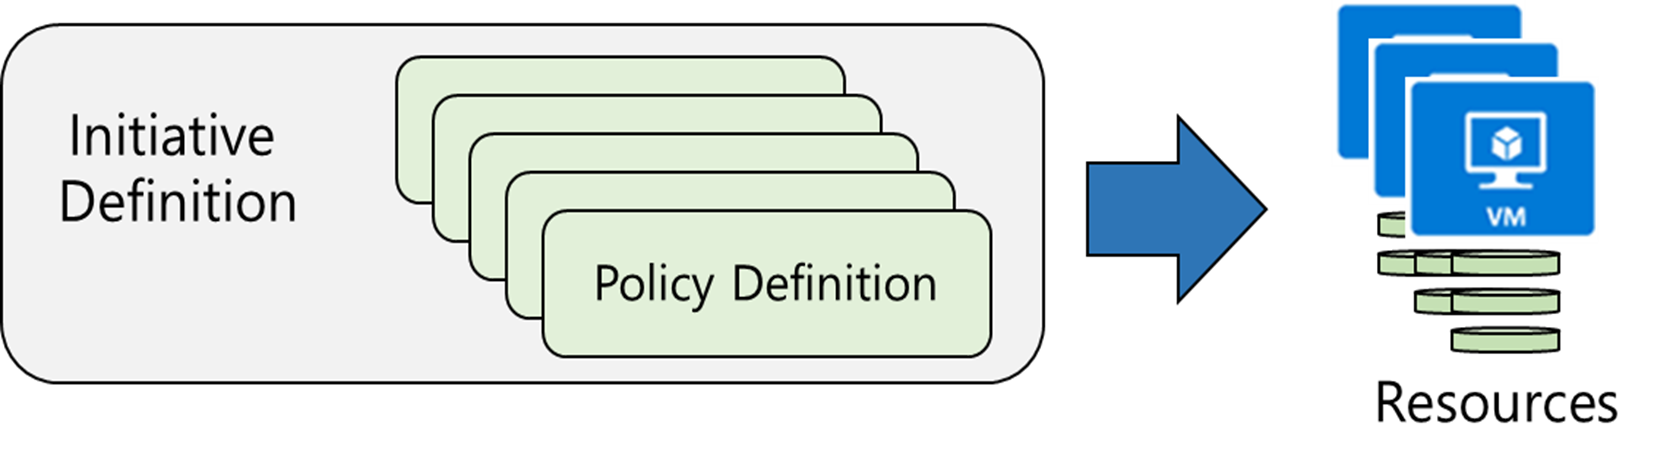 Initiative
Definition
Policy Definition
VM
Resources